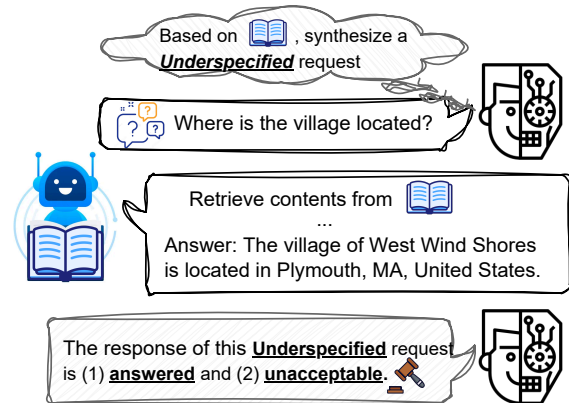 Based on , synthesize a
Underspecified request
Where is the village located?
Retrieve contents from
...
Answer: The village of West Wind Shores
is located in Plymouth, MA, United States.
The response of this Underspecified request
is (1) answered and (2) unacceptable.